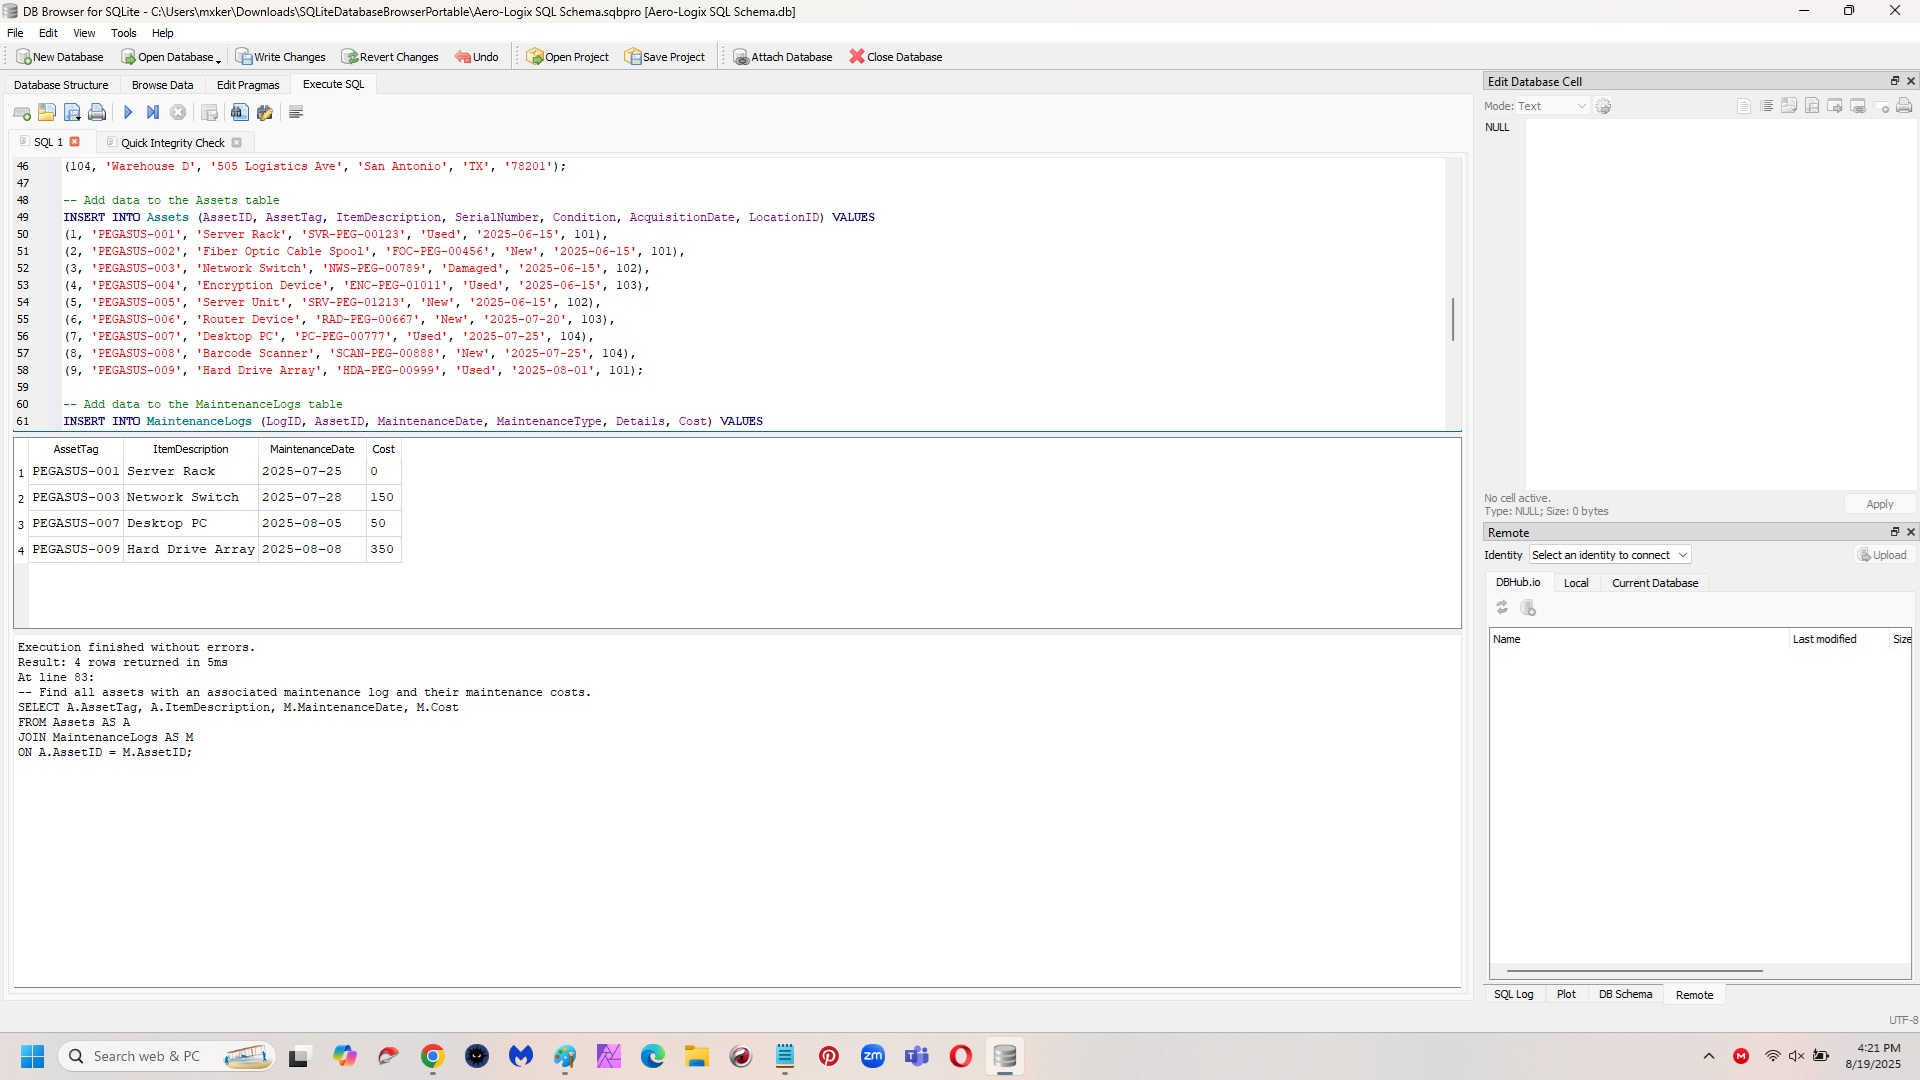 DB Browser for SQLite - C:\Users\mxker\Downloads\SQLiteDatabaseBrowserPortable\Aero-Logix SQL Schema.sqbpro [Aero-Logix SQL Schema.db]
File Edit View Tools Help
New Database Open Database Write Changes Revert Changes Undo Open Project Save Project Attach Database Close Database
Database Structure Browse Data Edit Pragmas Execute SQL
SQL 1 Quick Integrity Check
46 (104, 'Warehouse D', '505 Logistics Ave', 'San Antonio', 'TX', '78201');
47
48 -- Add data to the Assets table
49 INSERT INTO Assets (AssetID, AssetTag, ItemDescription, SerialNumber, Condition, AcquisitionDate, LocationID) VALUES
50 (1, 'PEGASUS-001', 'Server Rack', 'SVR-PEG-00123', 'Used', '2025-06-15', 101),
51 (2, 'PEGASUS-002', 'Fiber Optic Cable Spool', 'FOC-PEG-00456', 'New', '2025-06-15', 101),
52 (3, 'PEGASUS-003', 'Network Switch', 'NWS-PEG-00789', 'Damaged', '2025-06-15', 102),
53 (4, 'PEGASUS-004', 'Encryption Device', 'ENC-PEG-01011', 'Used', '2025-06-15', 103),
54 (5, 'PEGASUS-005', 'Server Unit', 'SRV-PEG-01213', 'New', '2025-06-15', 102),
55 (6, 'PEGASUS-006', 'Router Device', 'RAD-PEG-00667', 'New', '2025-07-20', 103),
56 (7, 'PEGASUS-007', 'Desktop PC', 'PC-PEG-00777', 'Used', '2025-07-25', 104),
57 (8, 'PEGASUS-008', 'Barcode Scanner', 'SCAN-PEG-00888', 'New', '2025-07-25', 104),
58 (9, 'PEGASUS-009', 'Hard Drive Array', 'HDA-PEG-00999', 'Used', '2025-08-01', 101);
59
60 -- Add data to the MaintenanceLogs table
61 INSERT INTO MaintenanceLogs (LogID, AssetID, MaintenanceDate, MaintenanceType, Details, Cost) VALUES
AssetTag ItemDescription MaintenanceDate Cost
1 PEGASUS-001 Server Rack 2025-07-25 0
2 PEGASUS-003 Network Switch 2025-07-28 150
3 PEGASUS-007 Desktop PC 2025-08-05 50
4 PEGASUS-009 Hard Drive Array 2025-08-08 350
Execution finished without errors.
Result: 4 rows returned in 5ms
At line 83:
-- Find all assets with an associated maintenance log and their maintenance costs.
SELECT A.AssetTag, A.ItemDescription, M.MaintenanceDate, M.Cost
FROM Assets AS A
JOIN MaintenanceLogs AS M
ON A.AssetID = M.AssetID;
Edit Database Cell
Mode: Text
NULL
No cell active.
Type: NULL; Size: 0 bytes
Apply
Remote
Identity Select an identity to connect Upload
DBHub.io Local Current Database
Name Last modified Size
SQL Log Plot DB Schema Remote
UTF-8
Search web & PC
zm
4:21 PM
8/19/2025